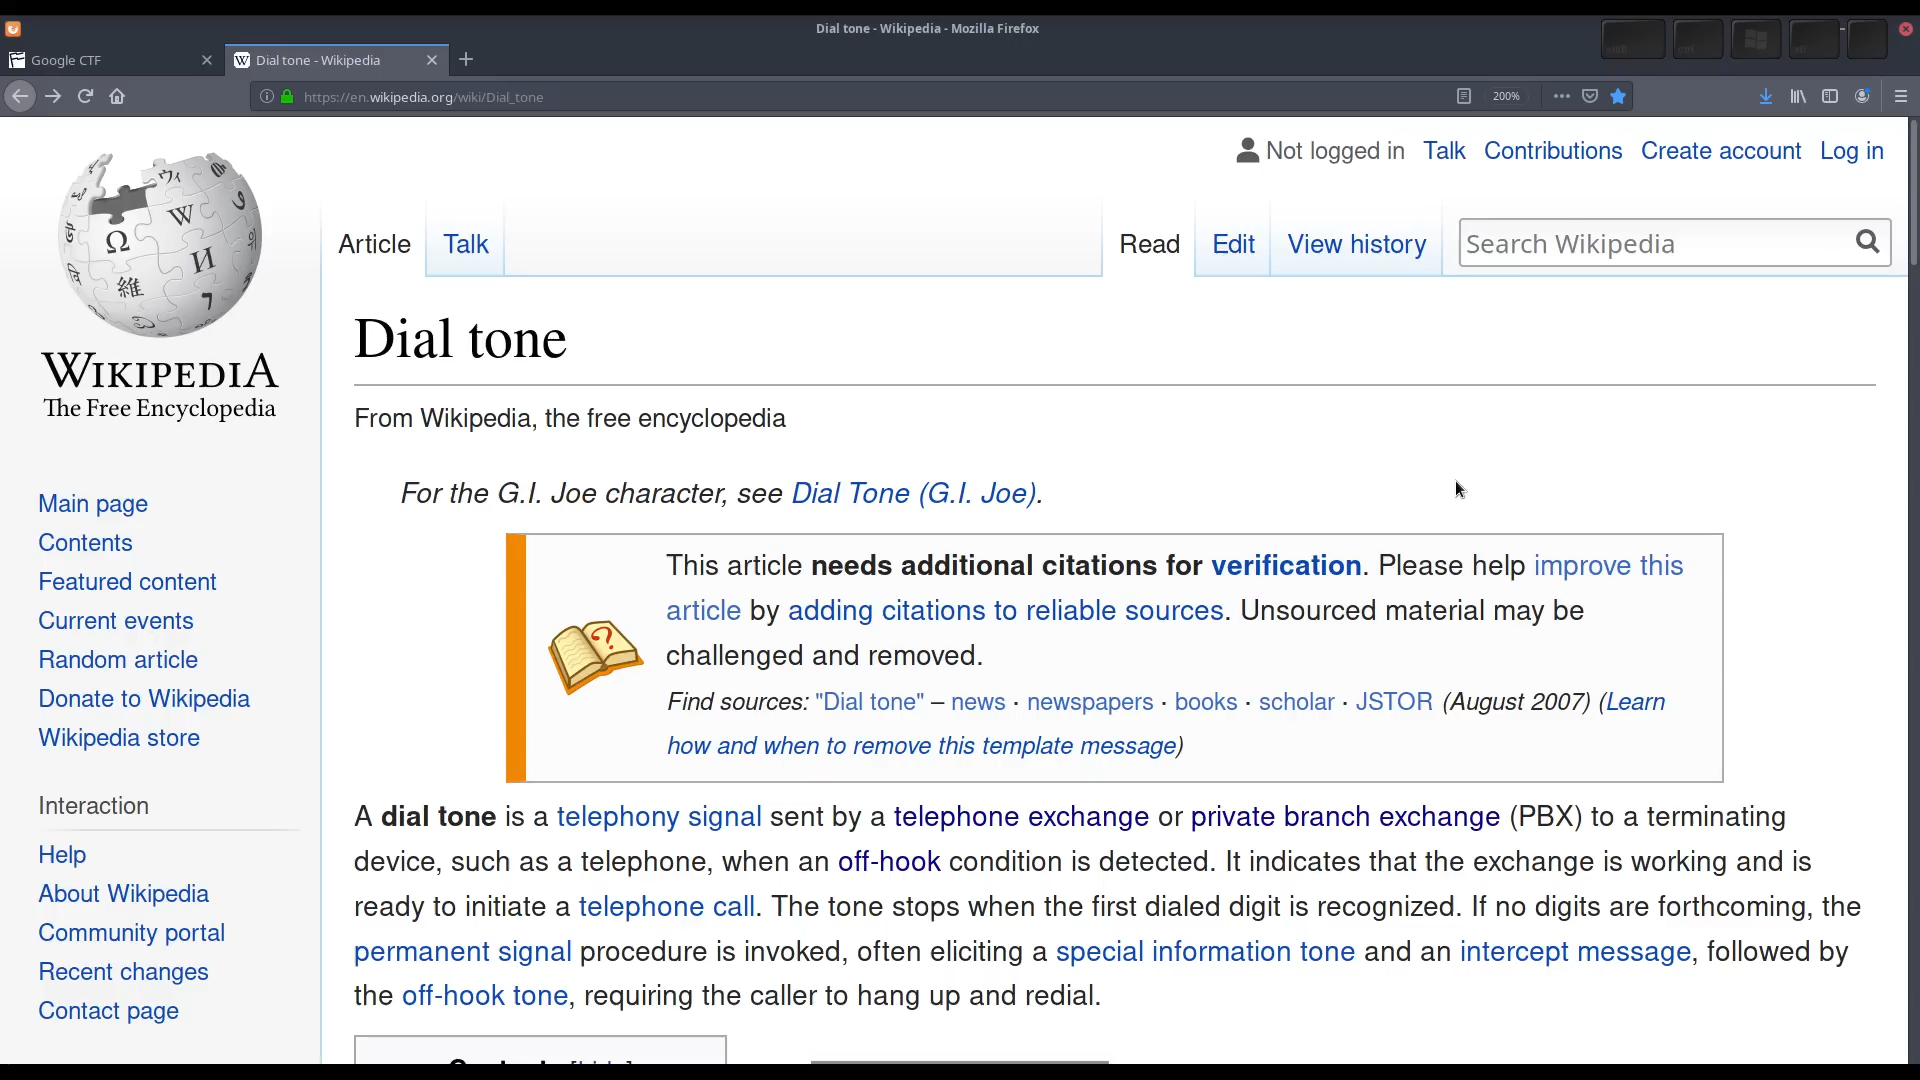 Dial tone - Wikipedia - Mozilla Firefox
Google CTF
Dial tone - Wikipedia
https://en.wikipedia.org/wiki/Dial_tone
200%
Not logged in Talk Contributions Create account Log in
Article Talk Read Edit View history Search Wikipedia
Ω W И 維 ウィ
WIKIPEDIA
The Free Encyclopedia
Main page
Contents
Featured content
Current events
Random article
Donate to Wikipedia
Wikipedia store
Interaction
Help
About Wikipedia
Community portal
Recent changes
Contact page
Dial tone
From Wikipedia, the free encyclopedia
For the G.I. Joe character, see Dial Tone (G.I. Joe).
This article needs additional citations for verification. Please help improve this
article by adding citations to reliable sources. Unsourced material may be
challenged and removed.
Find sources: "Dial tone" – news · newspapers · books · scholar · JSTOR (August 2007) (Learn
how and when to remove this template message)
A dial tone is a telephony signal sent by a telephone exchange or private branch exchange (PBX) to a terminating
device, such as a telephone, when an off-hook condition is detected. It indicates that the exchange is working and is
ready to initiate a telephone call. The tone stops when the first dialed digit is recognized. If no digits are forthcoming, the
permanent signal procedure is invoked, often eliciting a special information tone and an intercept message, followed by
the off-hook tone, requiring the caller to hang up and redial.